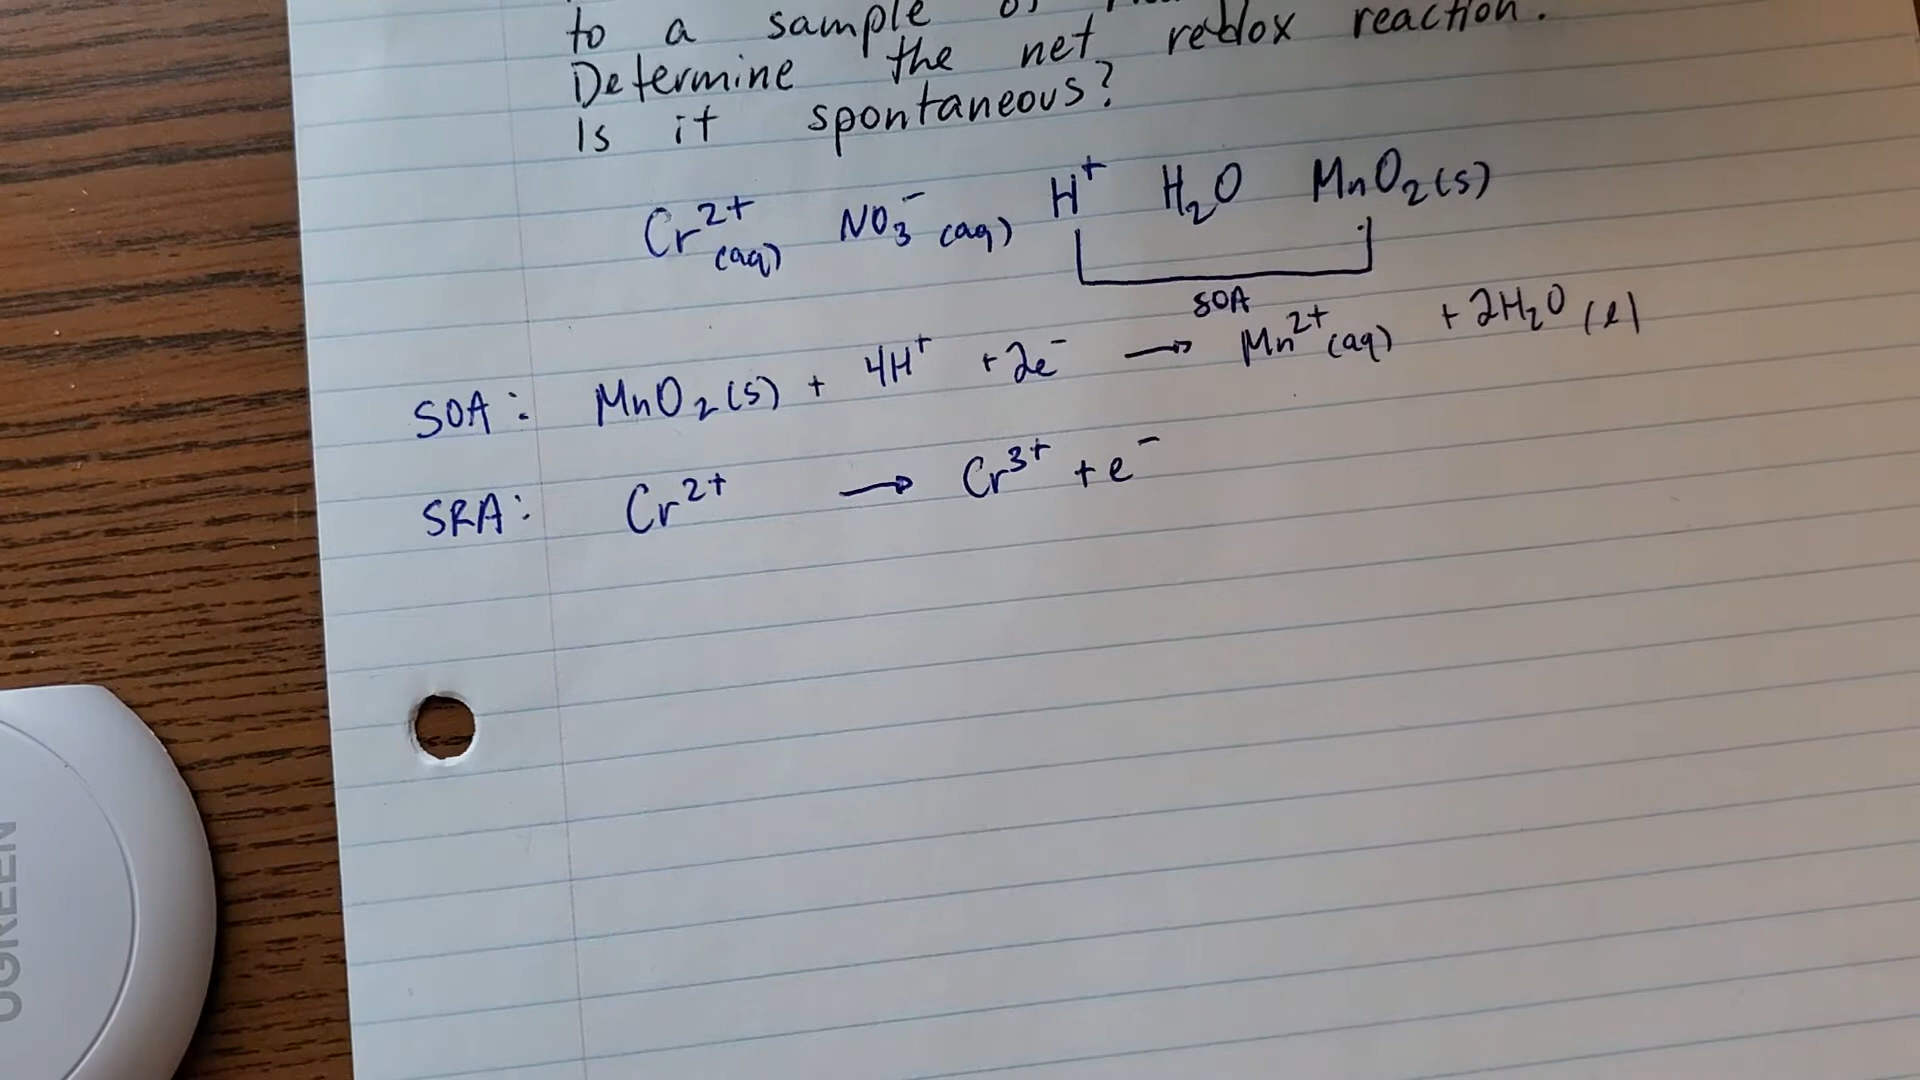 to a sample
Determine the net redox reaction.
Is it spontaneous?
Cr²⁺(aq) NO₃⁻(aq) H⁺ H₂O MnO₂(s)
SOA
SOA: MnO₂(s) + 4H⁺ + 2e⁻ → Mn²⁺(aq) + 2H₂O(l)
SRA: Cr²⁺ → Cr³⁺ + e⁻
UGREEN